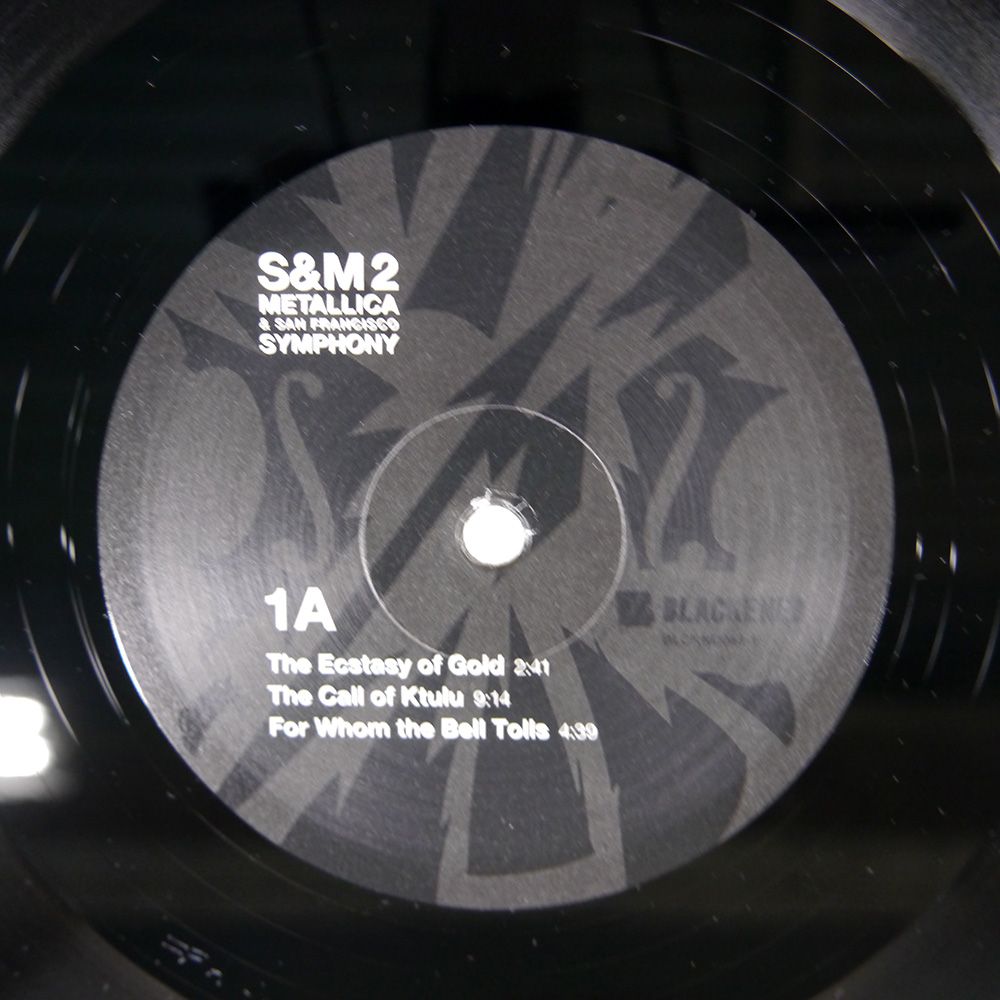 S&M2
METALLICA
& SAN FRANCISCO
SYMPHONY
1A
BLACKENED
The Ecstasy of Gold 2:41
The Call of Ktulu 9:14
For Whom the Bell Tolls 4:39